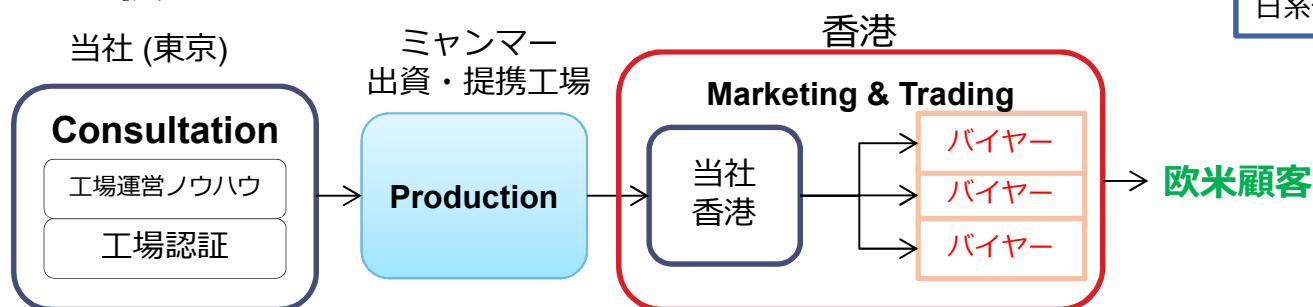 日系
当社 (東京)
Consultation
工場運営ノウハウ
工場認証
ミャンマー
出資・提携工場
Production
香港
Marketing & Trading
当社
香港
バイヤー
バイヤー
バイヤー
欧米顧客